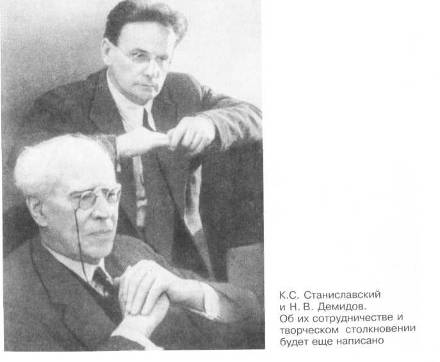 К.С. Станиславский
и Н. В. Демидов.
Об их сотрудничестве и
творческом столкновении
будет еще написано